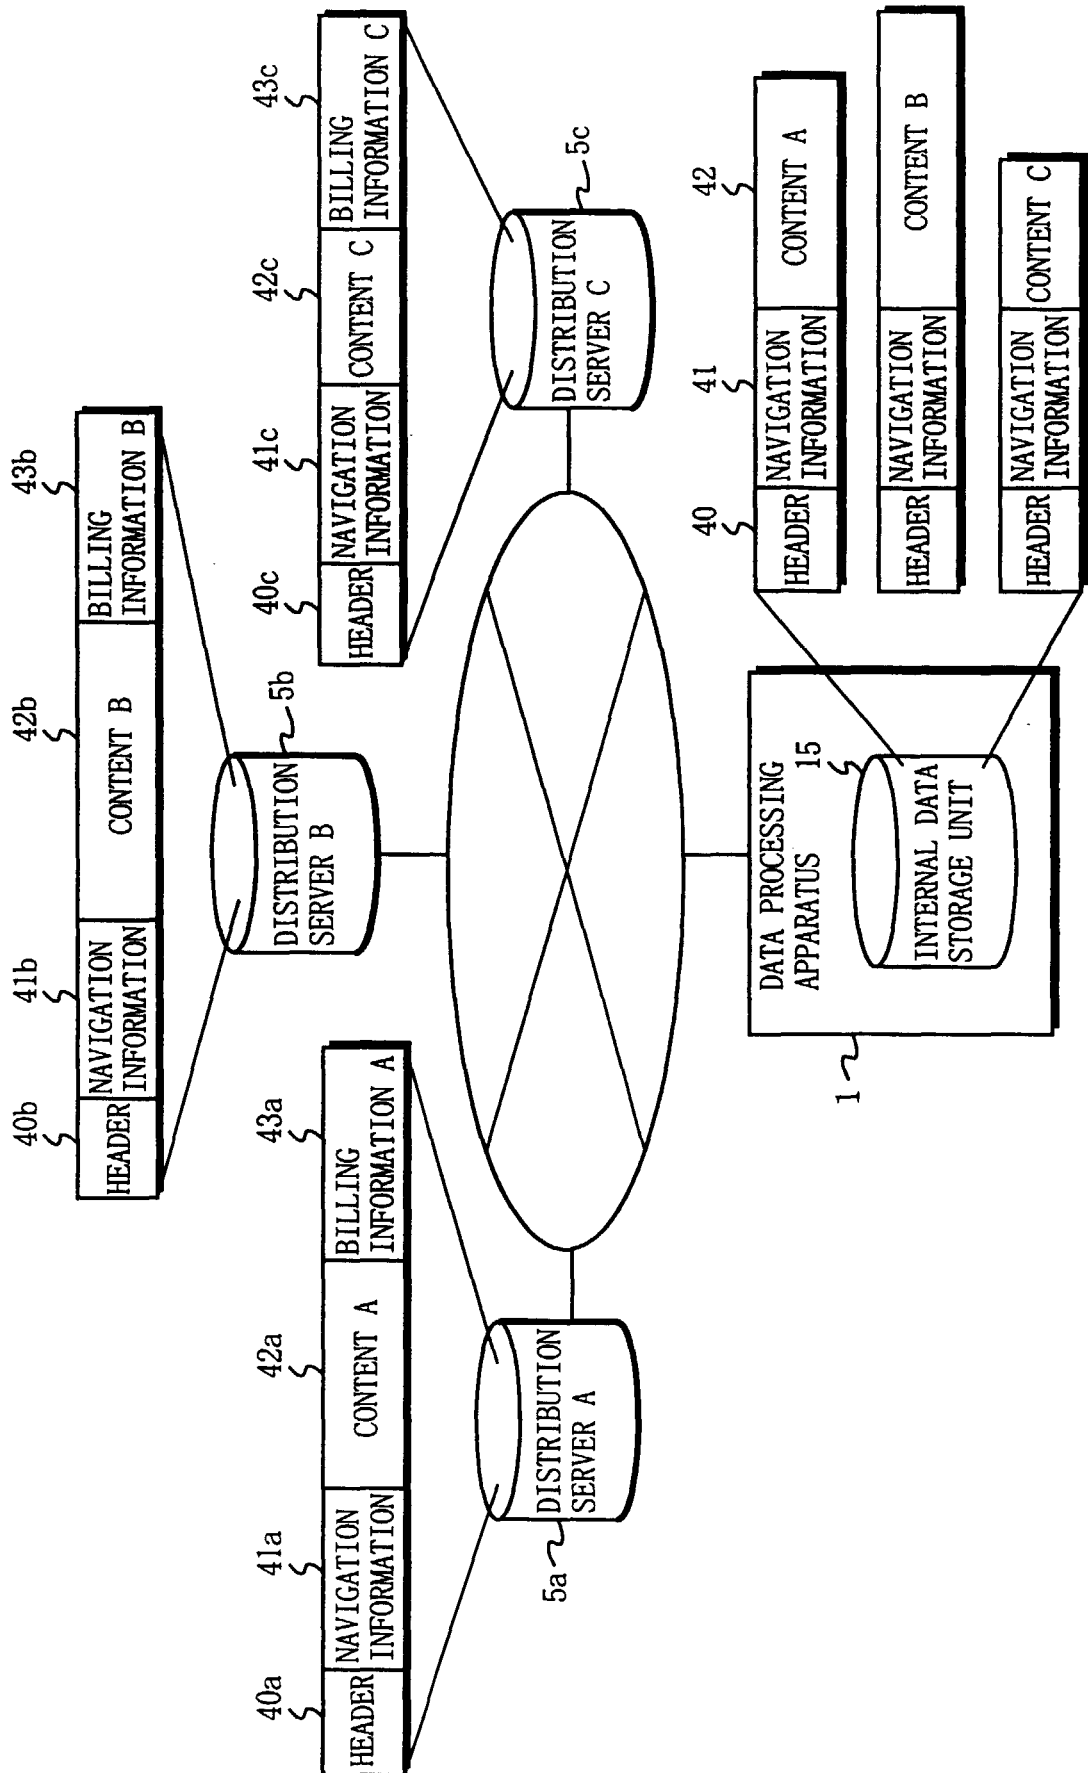 40b
41b
42b
43b
HEADER
NAVIGATION
INFORMATION
CONTENT B
BILLING
INFORMATION B
DISTRIBUTION
SERVER B
5b
40a
41a
42a
43a
HEADER
NAVIGATION
INFORMATION
CONTENT A
BILLING
INFORMATION A
DISTRIBUTION
SERVER A
5a
40c
41c
42c
43c
HEADER
NAVIGATION
INFORMATION
CONTENT C
BILLING
INFORMATION C
DISTRIBUTION
SERVER C
5c
1
DATA PROCESSING
APPARATUS
15
INTERNAL DATA
STORAGE UNIT
40
41
42
HEADER
NAVIGATION
INFORMATION
CONTENT A
HEADER
NAVIGATION
INFORMATION
CONTENT B
HEADER
NAVIGATION
INFORMATION
CONTENT C